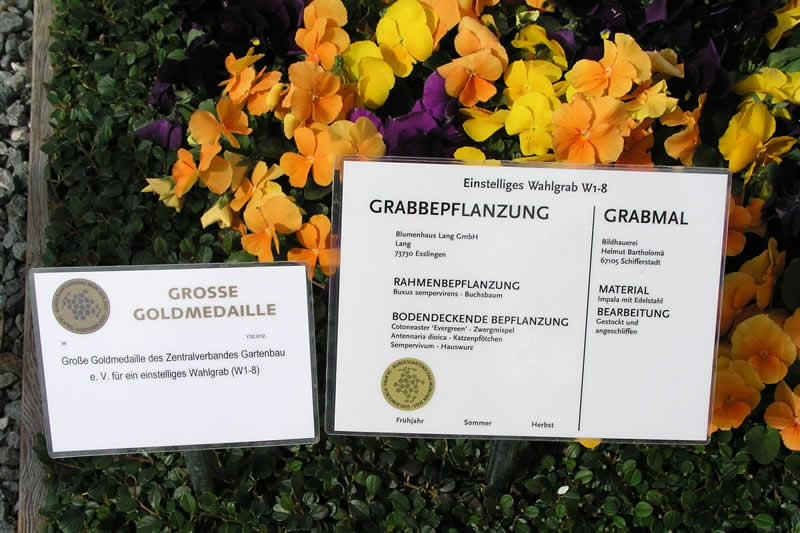 GROSSE
GOLDMEDAILLE
Große Goldmedaille des Zentralverbandes Gartenbau
e. V. für ein einstelliges Wahlgrab (W1-8)
Einstelliges Wahlgrab W1-8
GRABBEPFLANZUNG
Blumenhaus Lang GmbH
Lang
73730 Esslingen
RAHMENBEPFLANZUNG
Buxus sempervirens - Buchsbaum
BODENDECKENDE BEPFLANZUNG
Cotoneaster 'Evergreen' - Zwergmispel
Antennaria dioica - Katzenpfötchen
Sempervivum - Hauswurz
Frühjahr Sommer Herbst
GRABMAL
Bildhauerei
Helmut Bartholomä
67105 Schifferstadt
MATERIAL
Impala mit Edelstahl
BEARBEITUNG
Gestockt und
angeschliffen